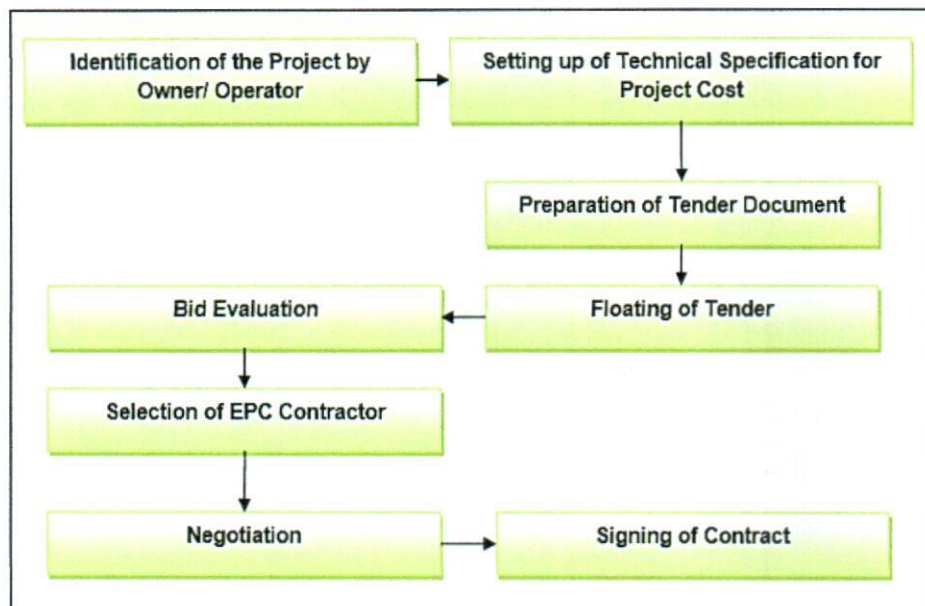 Identification of the Project by
Owner/ Operator
Setting up of Technical Specification for
Project Cost
Preparation of Tender Document
Floating of Tender
Bid Evaluation
Selection of EPC Contractor
Negotiation
Signing of Contract